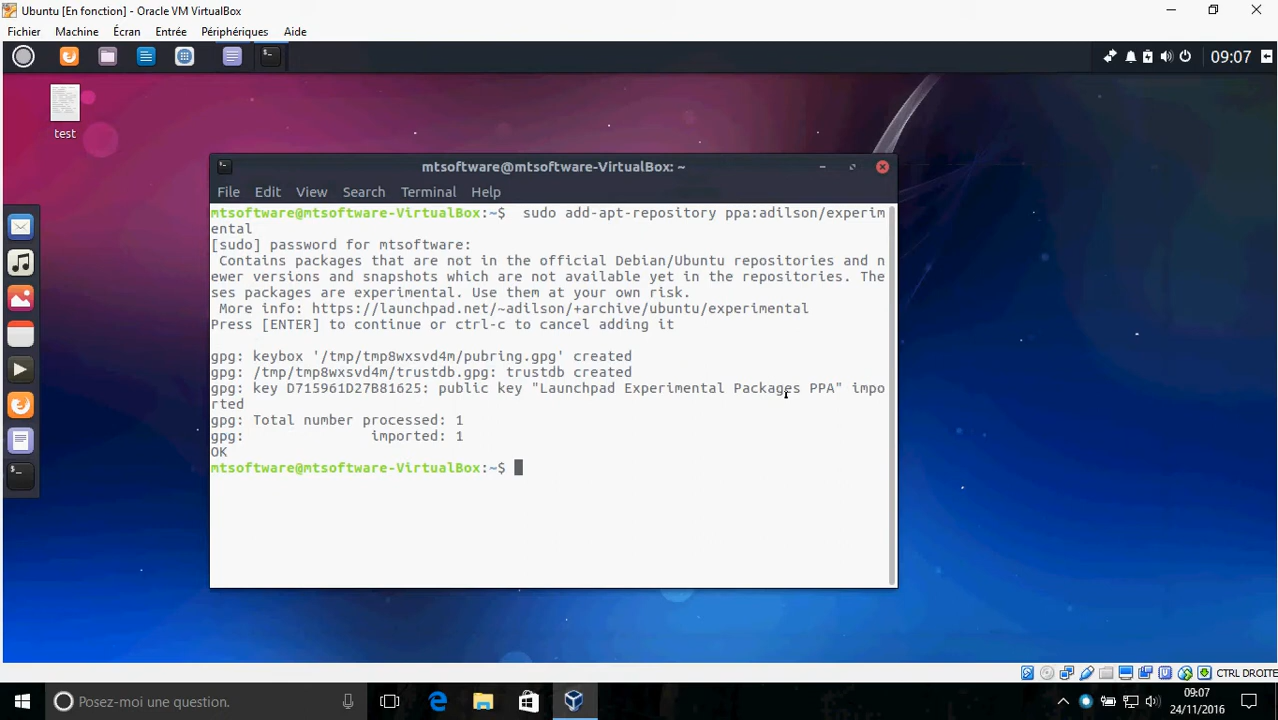 Ubuntu [En fonction] - Oracle VM VirtualBox
Fichier Machine Écran Entrée Périphériques Aide
09:07
test
mtsoftware@mtsoftware-VirtualBox: ~
File Edit View Search Terminal Help
mtsoftware@mtsoftware-VirtualBox:~$  sudo add-apt-repository ppa:adilson/experim
ental
[sudo] password for mtsoftware:
 Contains packages that are not in the official Debian/Ubuntu repositories and n
ewer versions and snapshots which are not available yet in the repositories. The
ses packages are experimental. Use them at your own risk.
 More info: https://launchpad.net/~adilson/+archive/ubuntu/experimental
Press [ENTER] to continue or ctrl-c to cancel adding it
gpg: keybox '/tmp/tmp8wxsvd4m/pubring.gpg' created
gpg: /tmp/tmp8wxsvd4m/trustdb.gpg: trustdb created
gpg: key D715961D27B81625: public key "Launchpad Experimental Packages PPA" impo
rted
gpg: Total number processed: 1
gpg:               imported: 1
OK
mtsoftware@mtsoftware-VirtualBox:~$
CTRL DROITE
Posez-moi une question.
09:07
24/11/2016